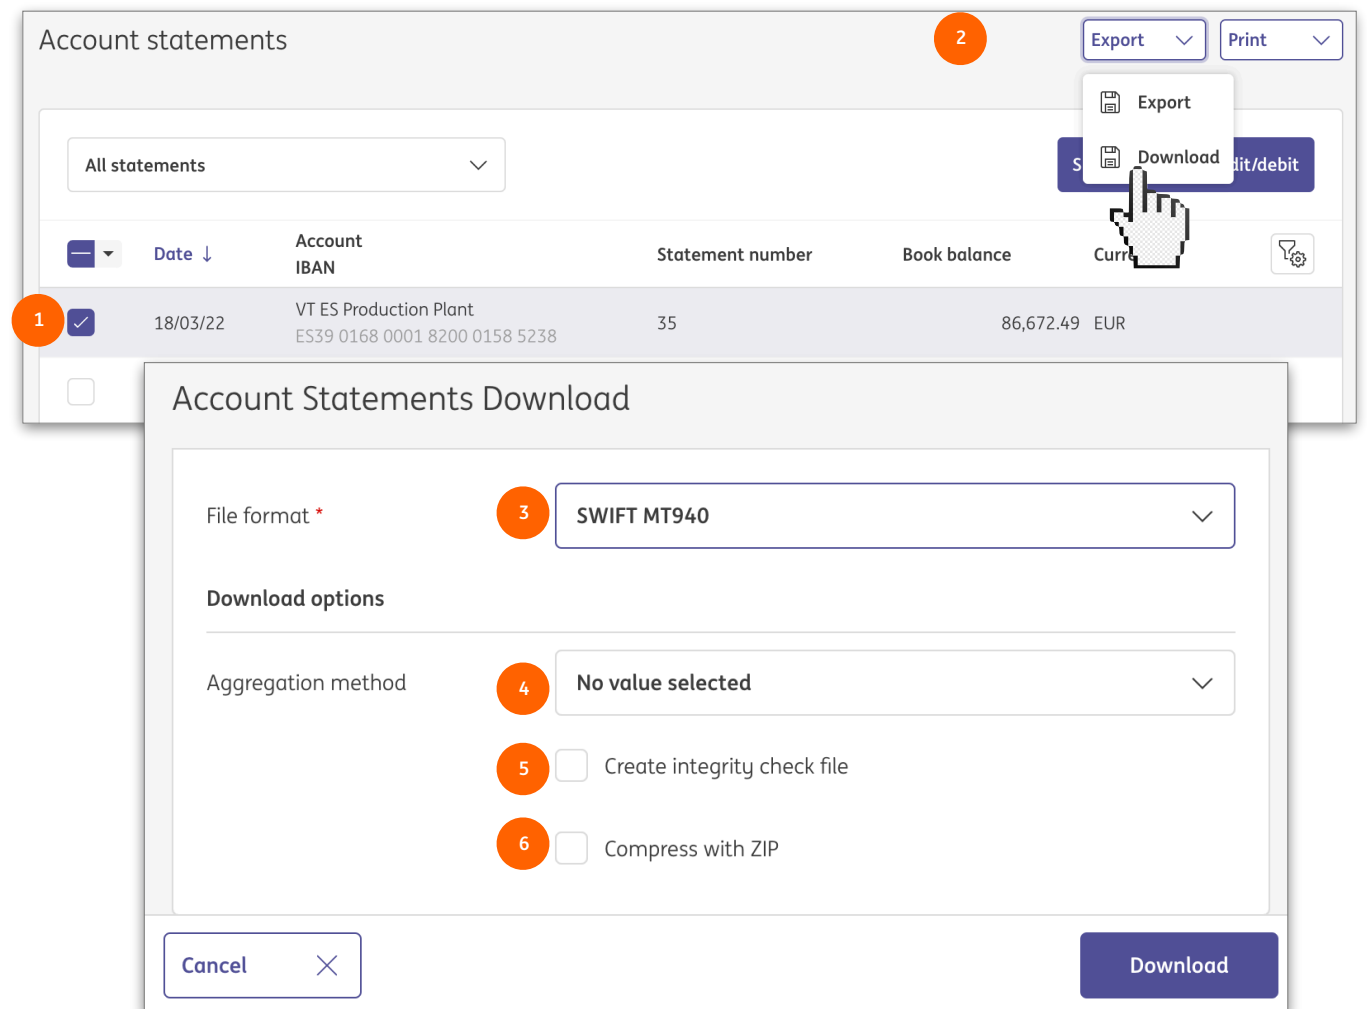 Account statements
2
Export
Print
Export
All statements
Download
dit/debit
Date ↓
Account
IBAN
Statement number
Book balance
1
18/03/22
VT ES Production Plant
ES39 0168 0001 8200 0158 5238
35
86,672.49 EUR
Account Statements Download
File format *
3
SWIFT MT940
Download options
Aggregation method
4
No value selected
5
Create integrity check file
6
Compress with ZIP
Cancel
Download